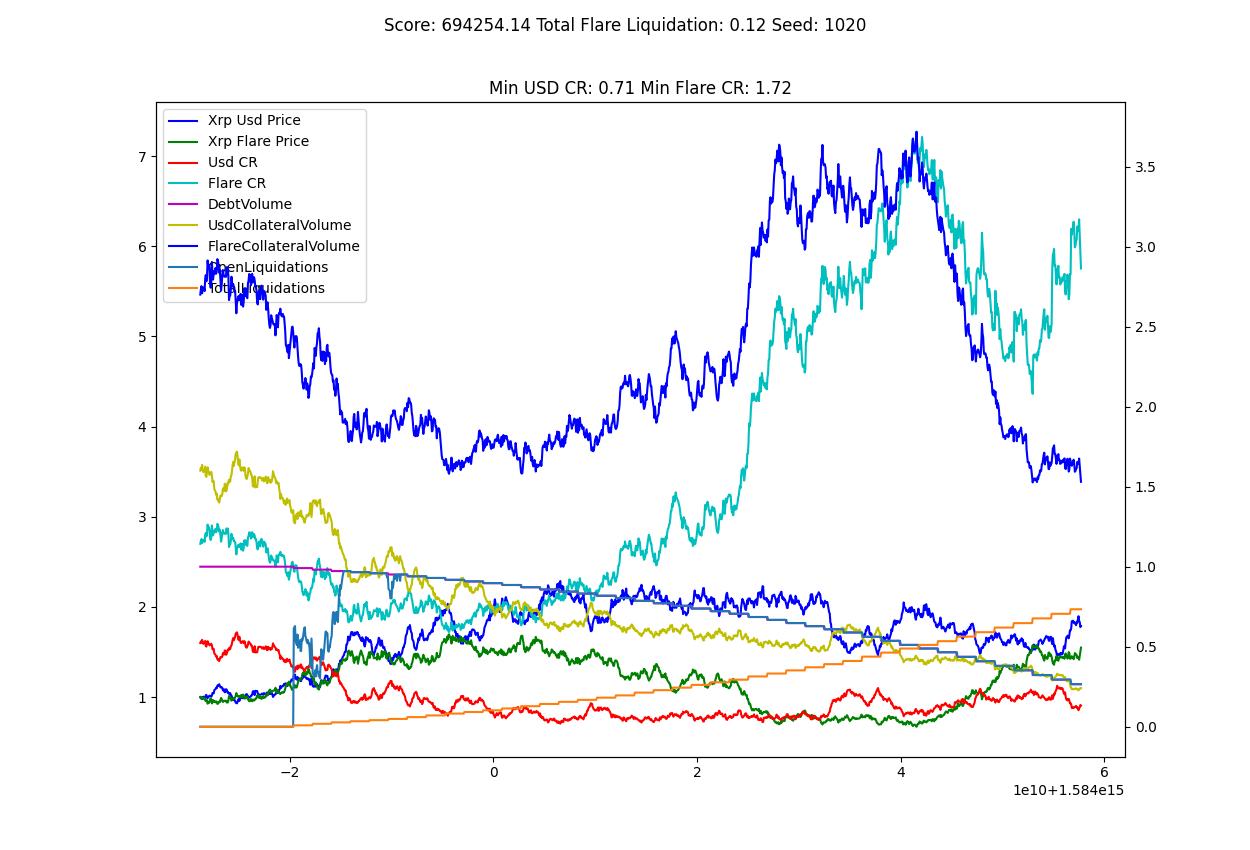 Score: 694254.14 Total Flare Liquidation: 0.12 Seed: 1020
Min USD CR: 0.71 Min Flare CR: 1.72
Xrp Usd Price
Xrp Flare Price
Usd CR
Flare CR
DebtVolume
UsdCollateralVolume
FlareCollateralVolume
OpenLiquidations
TotalLiquidations
7
6
5
4
3
2
1
3.5
3.0
2.5
2.0
1.5
1.0
0.5
0.0
−2 0 2 4 6
1e10+1.584e15